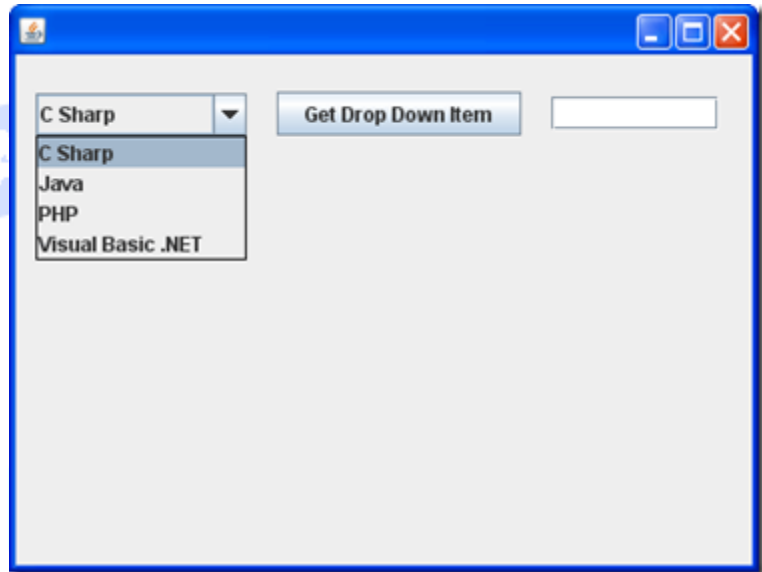 C Sharp
Get Drop Down Item
C Sharp
Java
PHP
Visual Basic .NET